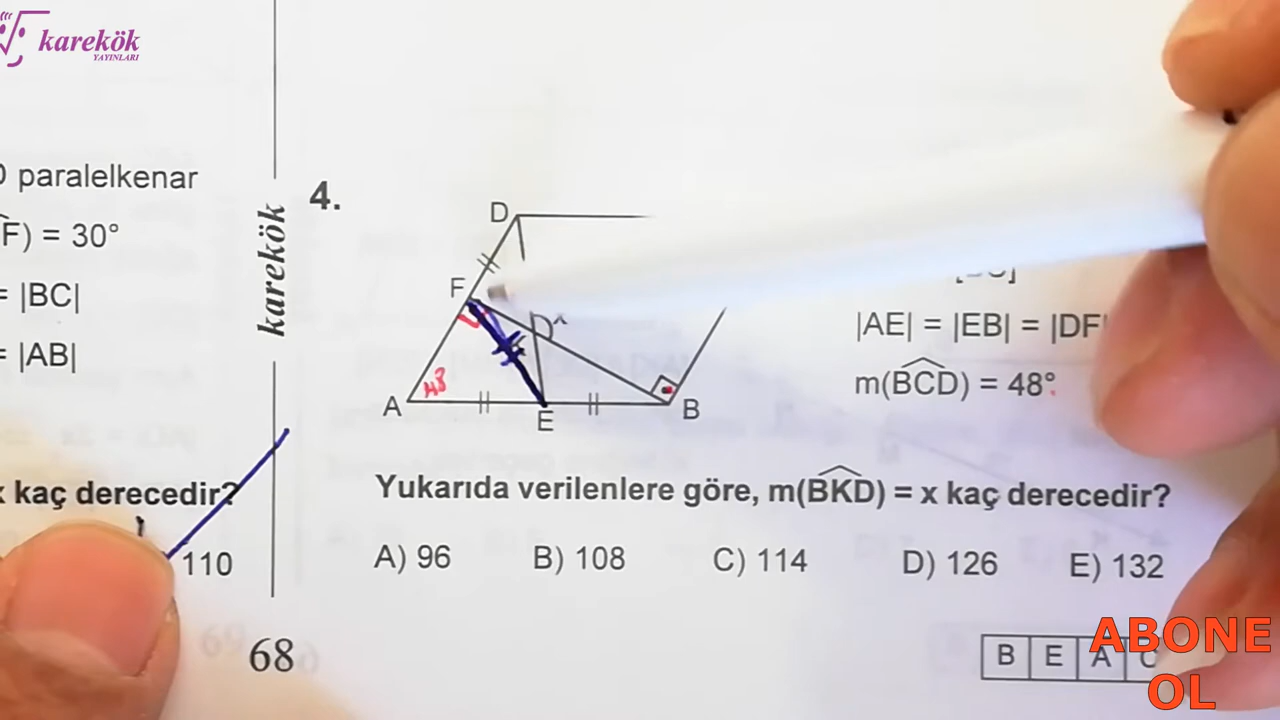 karekök
YAYINLARI
paralelkenar
F) = 30°
= |BC|
= |AB|
kaç derecedir?
110
karekök
68
4.
D
F
48
A
E
B
|AE| = |EB| = |DF|
m(BCD) = 48°.
Yukarıda verilenlere göre, m(BKD) = x kaç derecedir?
A) 96 B) 108 C) 114 D) 126 E) 132
B E A C
ABONE
OL